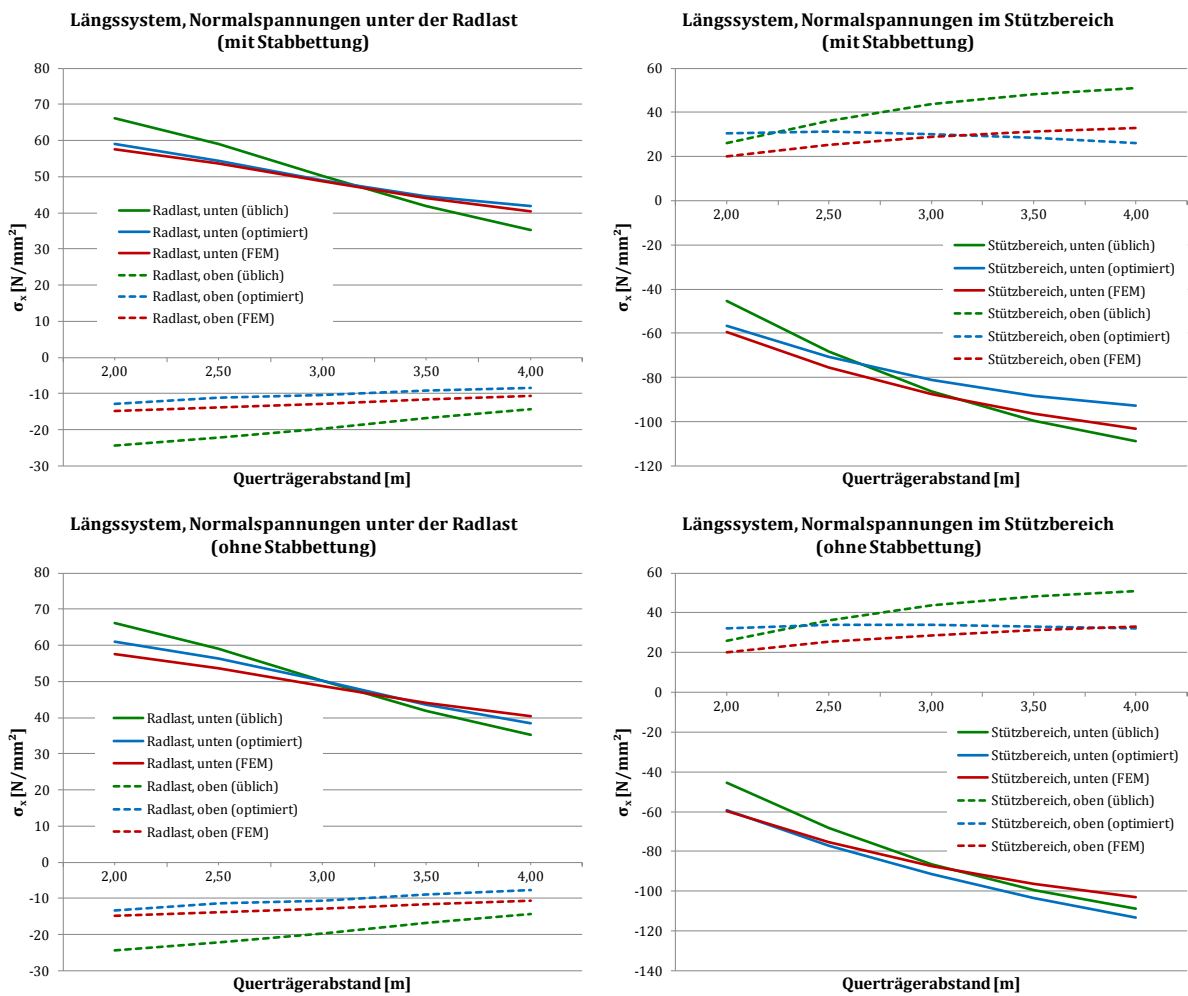 Längssystem, Normalspannungen unter der Radlast
(mit Stabbettung)
80
70
60
50
40
30
20
10
0
-10
-20
-30
σx [N/mm²]
2,00 2,50 3,00 3,50 4,00
Radlast, unten (üblich)
Radlast, unten (optimiert)
Radlast, unten (FEM)
Radlast, oben (üblich)
Radlast, oben (optimiert)
Radlast, oben (FEM)
Querträgerabstand [m]
Längssystem, Normalspannungen im Stützbereich
(mit Stabbettung)
60
40
20
0
-20
-40
-60
-80
-100
-120
σx [N/mm²]
2,00 2,50 3,00 3,50 4,00
Stützbereich, unten (üblich)
Stützbereich, unten (optimiert)
Stützbereich, unten (FEM)
Stützbereich, oben (üblich)
Stützbereich, oben (optimiert)
Stützbereich, oben (FEM)
Querträgerabstand [m]
Längssystem, Normalspannungen unter der Radlast
(ohne Stabbettung)
80
70
60
50
40
30
20
10
0
-10
-20
-30
σx [N/mm²]
2,00 2,50 3,00 3,50 4,00
Radlast, unten (üblich)
Radlast, unten (optimiert)
Radlast, unten (FEM)
Radlast, oben (üblich)
Radlast, oben (optimiert)
Radlast, oben (FEM)
Querträgerabstand [m]
Längssystem, Normalspannungen im Stützbereich
(ohne Stabbettung)
60
40
20
0
-20
-40
-60
-80
-100
-120
-140
σx [N/mm²]
2,00 2,50 3,00 3,50 4,00
Stützbereich, unten (üblich)
Stützbereich, unten (optimiert)
Stützbereich, unten (FEM)
Stützbereich, oben (üblich)
Stützbereich, oben (optimiert)
Stützbereich, oben (FEM)
Querträgerabstand [m]